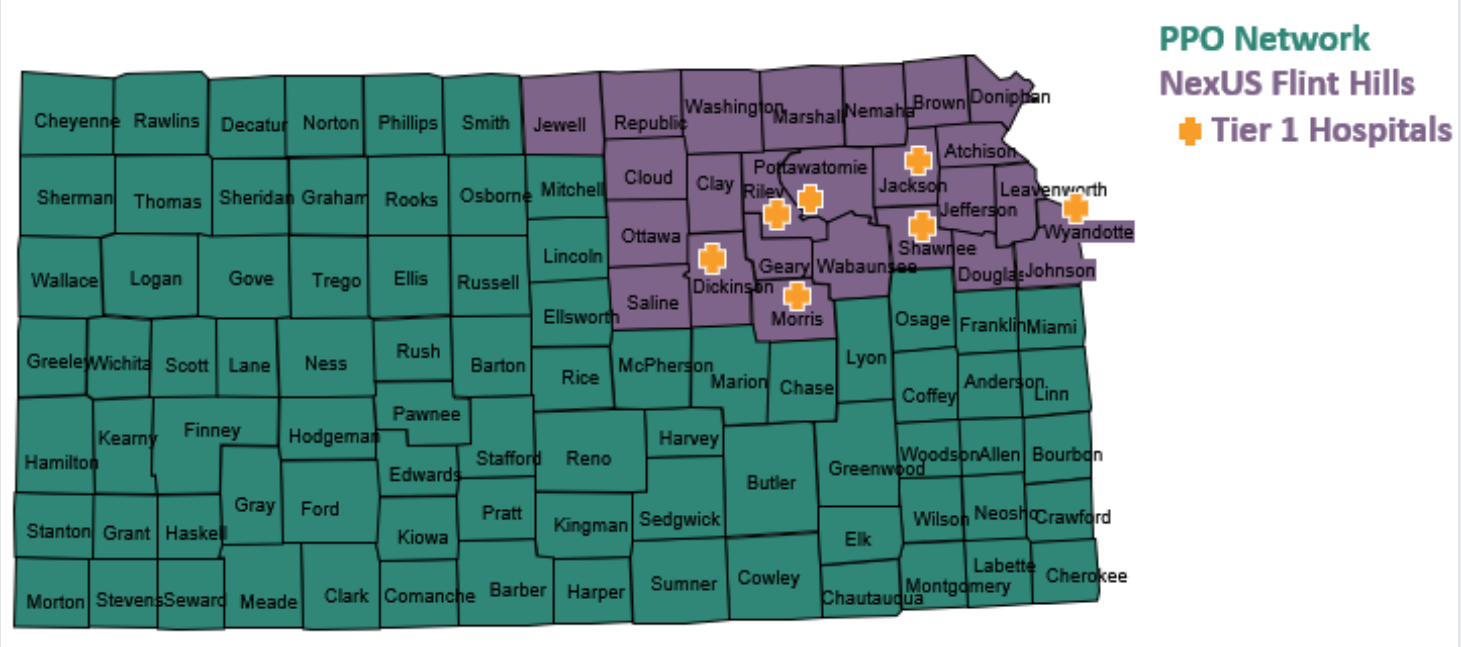 PPO Network
NexUS Flint Hills
Tier 1 Hospitals
Cheyenne Rawlins Decatur Norton Phillips Smith Jewell Republic Washington Marshall Nemaha Brown Doniphan
Sherman Thomas Sheridan Graham Rooks Osborne Mitchell Cloud Clay Riley Pottawatomie Jackson Atchison
Jefferson Leavenworth Wyandotte
Wallace Logan Gove Trego Ellis Russell Lincoln Ottawa Dickinson Geary Wabaunsee Shawnee Douglas Johnson
Ellsworth Saline Morris
Greeley Wichita Scott Lane Ness Rush Barton Rice McPherson Marion Chase Lyon Osage Franklin Miami
Coffey Anderson Linn
Hamilton Kearny Finney Hodgeman Pawnee Edwards Stafford Reno Harvey Butler Greenwood Woodson Allen Bourbon
Stanton Grant Haskell Gray Ford Kiowa Pratt Kingman Sedgwick Elk Wilson Neosho Crawford
Morton Stevens Seward Meade Clark Comanche Barber Harper Sumner Cowley Chautauqua Montgomery Labette Cherokee